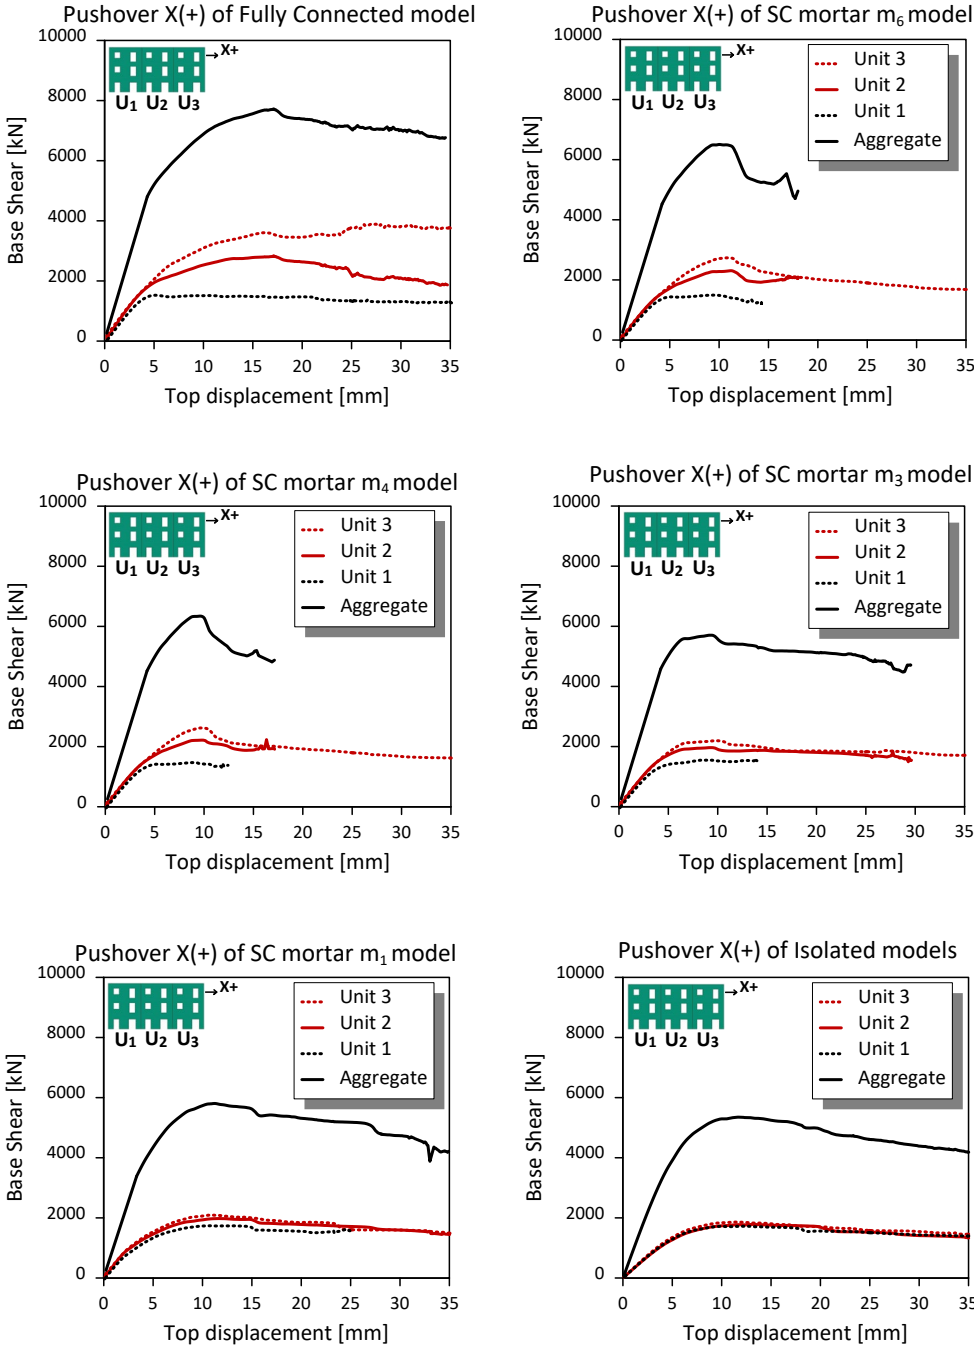 Pushover X(+) of Fully Connected model
Base Shear [kN]
10000
8000
6000
4000
2000
0
X+
U1 U2 U3
0 5 10 15 20 25 30 35
Top displacement [mm]
Pushover X(+) of SC mortar m6 model
Base Shear [kN]
10000
8000
6000
4000
2000
0
X+
U1 U2 U3
Unit 3
Unit 2
Unit 1
Aggregate
0 5 10 15 20 25 30 35
Top displacement [mm]
Pushover X(+) of SC mortar m4 model
Base Shear [kN]
10000
8000
6000
4000
2000
0
X+
U1 U2 U3
Unit 3
Unit 2
Unit 1
Aggregate
0 5 10 15 20 25 30 35
Top displacement [mm]
Pushover X(+) of SC mortar m3 model
Base Shear [kN]
10000
8000
6000
4000
2000
0
X+
U1 U2 U3
Unit 3
Unit 2
Unit 1
Aggregate
0 5 10 15 20 25 30 35
Top displacement [mm]
Pushover X(+) of SC mortar m1 model
Base Shear [kN]
10000
8000
6000
4000
2000
0
X+
U1 U2 U3
Unit 3
Unit 2
Unit 1
Aggregate
0 5 10 15 20 25 30 35
Top displacement [mm]
Pushover X(+) of Isolated models
Base Shear [kN]
10000
8000
6000
4000
2000
0
X+
U1 U2 U3
Unit 3
Unit 2
Unit 1
Aggregate
0 5 10 15 20 25 30 35
Top displacement [mm]